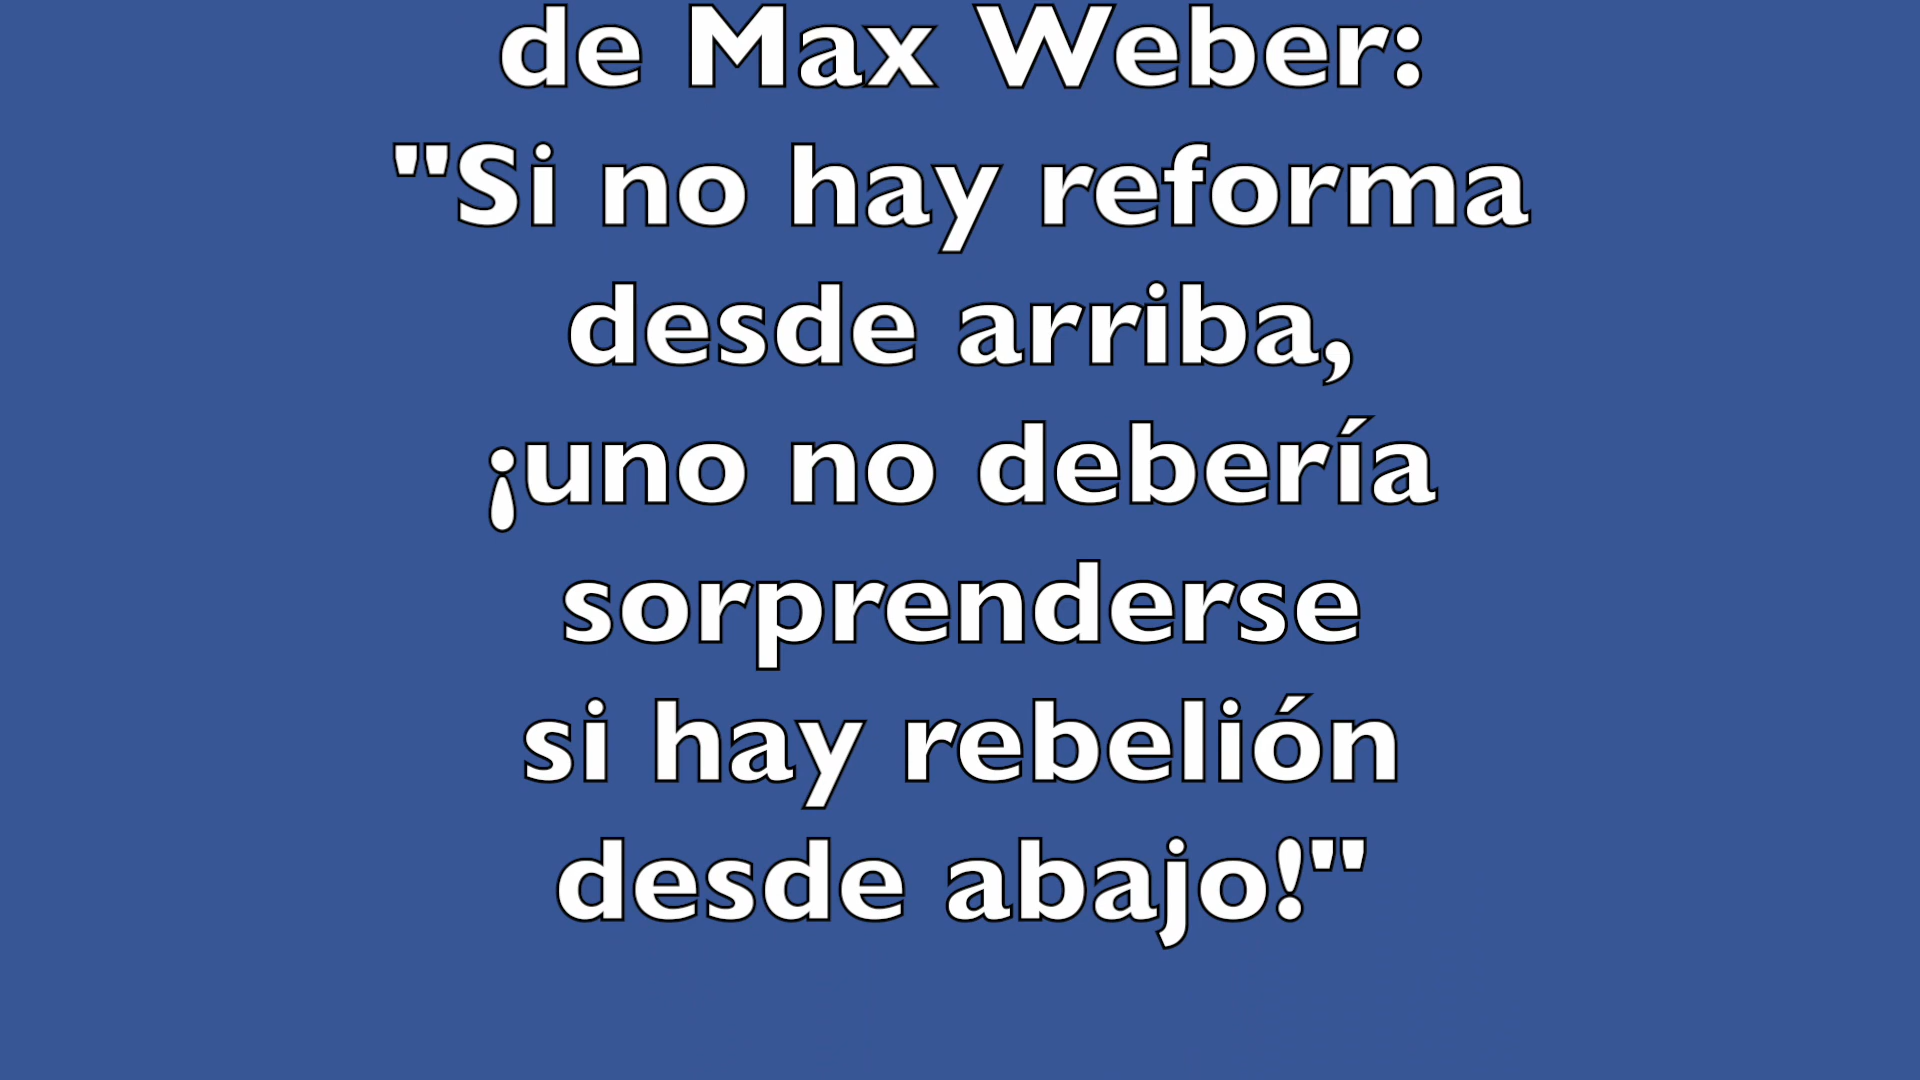 de Max Weber:
"Si no hay reforma
desde arriba,
¡uno no debería
sorprenderse
si hay rebelión
desde abajo!"